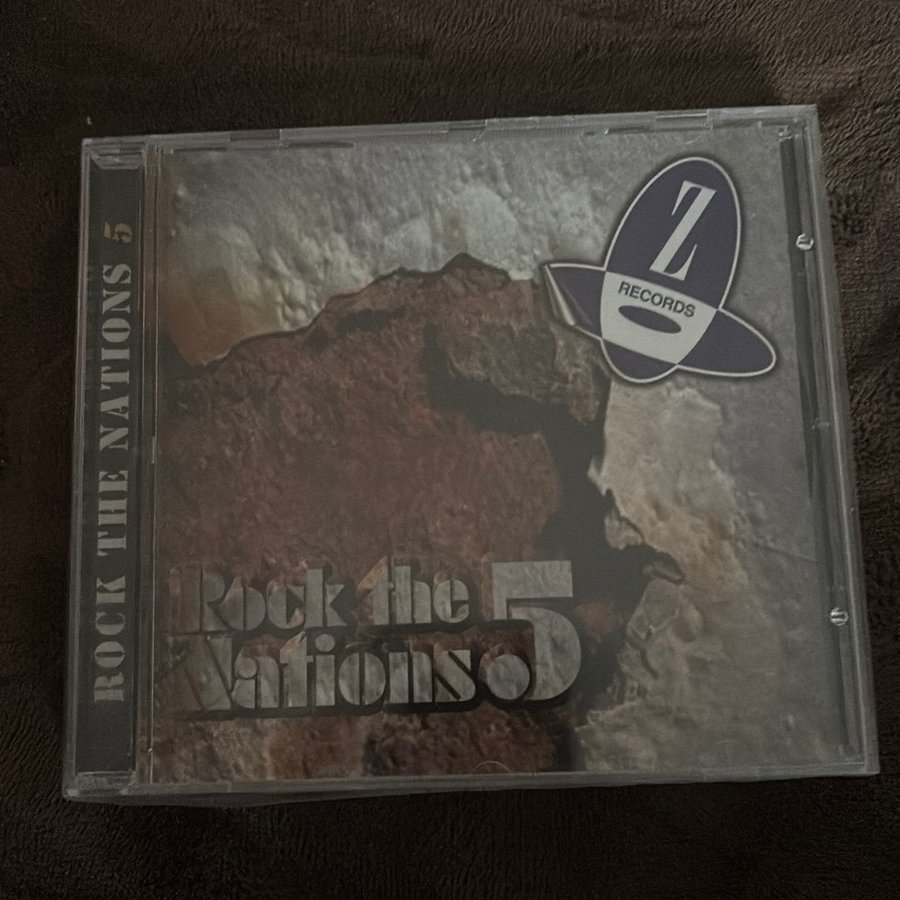 ROCK THE NATIONS 5
Z
RECORDS
Rock the
Nations.5